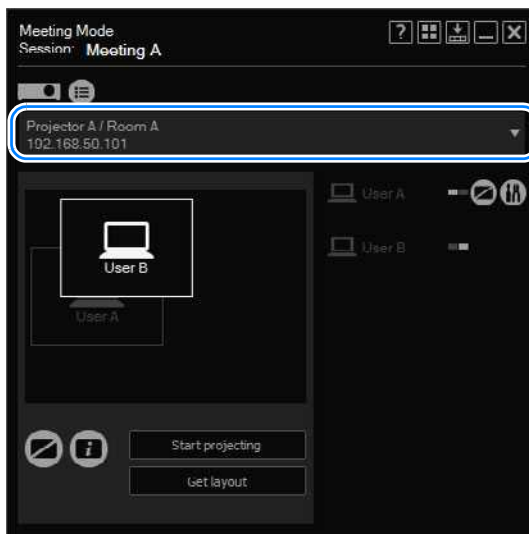 Meeting Mode
Session: Meeting A
Projector A / Room A
102.168.50.101
User B
User A
User A
User B
Start projecting
Get layout